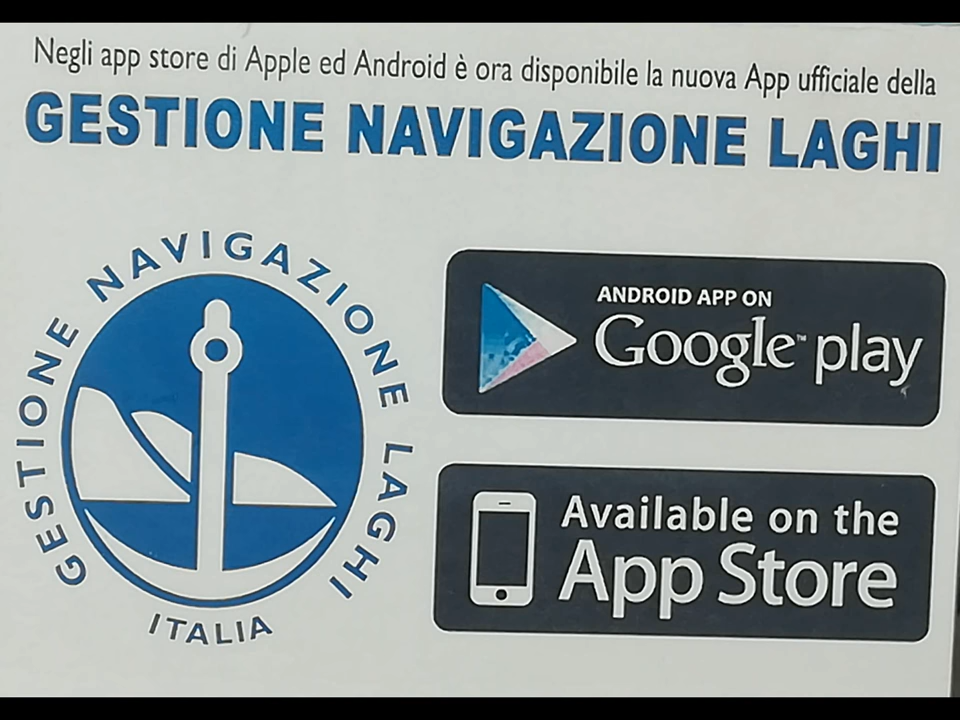 Negli app store di Apple ed Android è ora disponibile la nuova App ufficiale della
GESTIONE NAVIGAZIONE LAGHI
GESTIONE NAVIGAZIONE LAGHI
ITALIA
ANDROID APP ON
Google™ play
Available on the
App Store